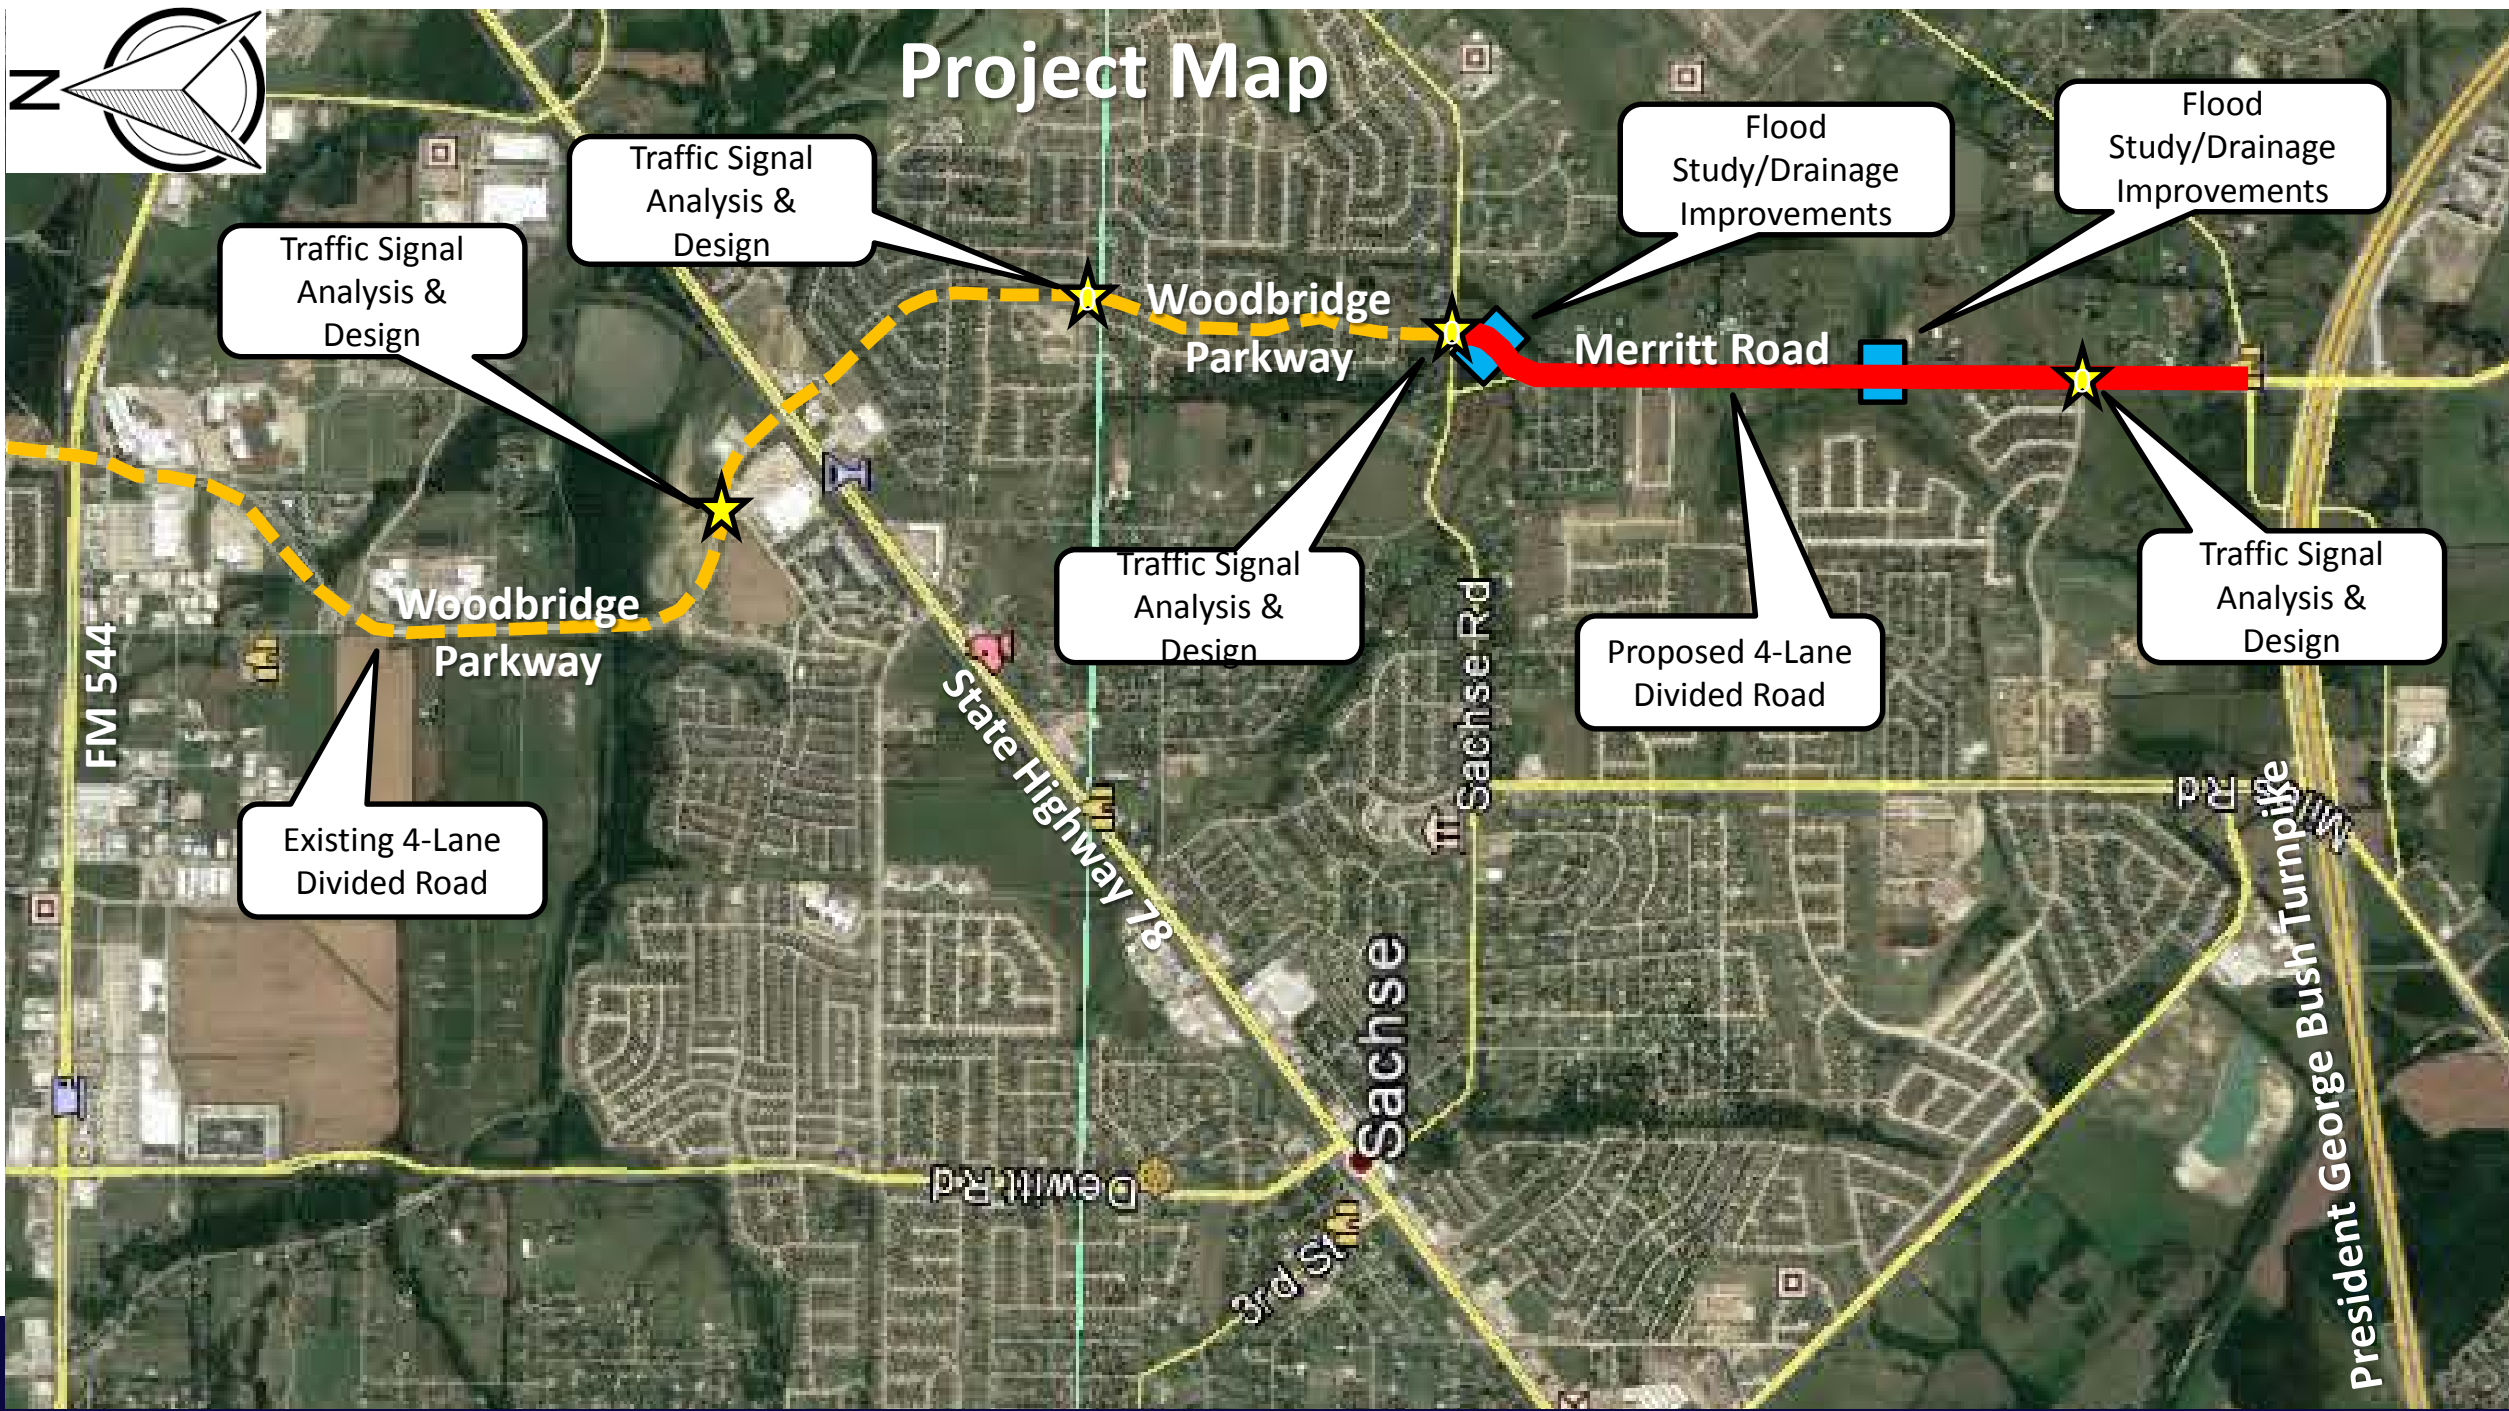 Project Map
N
Traffic Signal
Analysis &
Design
Traffic Signal
Analysis &
Design
Flood
Study/Drainage
Improvements
Flood
Study/Drainage
Improvements
Woodbridge
Parkway
Merritt Road
Woodbridge
Parkway
FM 544
Traffic Signal
Analysis &
Design
Proposed 4-Lane
Divided Road
Traffic Signal
Analysis &
Design
Existing 4-Lane
Divided Road
State Highway 78
Sachse Rd
Rd
President George Bush Turnpike
Sachse
Dewitt Rd
3rd St